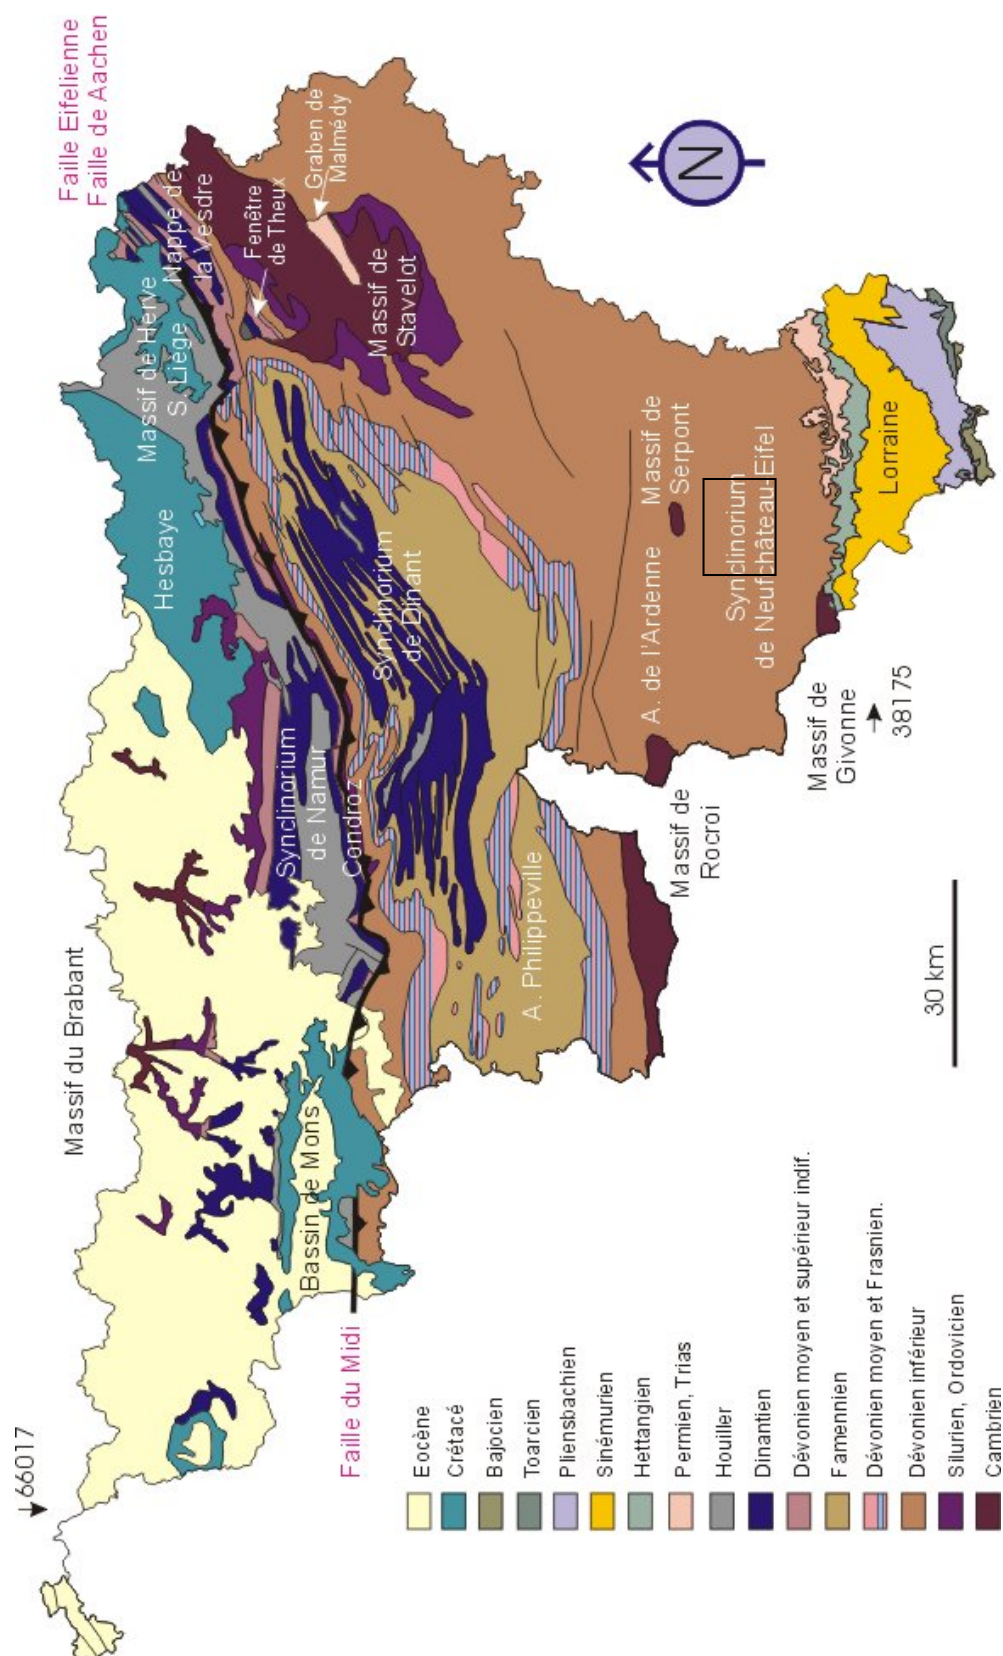 66017
Massif du Brabant
Faille Eifelienne
Faille de Aachen
Hesbaye
Massif de Herve
S. Liège
Nappe de
la Vesdre
Fenêtre
de Theux
Graben de
Malmédy
Massif de
Stavelot
Bassin de Mons
Synclinorium
de Namur
Condroz
Synclinorium
de Dinant
Faille du Midi
A. Philippeville
A. de l'Ardenne
Massif de
Serpont
Massif de
Rocroi
Synclinorium
de Neufchâteau-Eifel
Massif de
Givonne
38175
Lorraine
N
30 km
Eocène
Crétacé
Bajocien
Toarcien
Pliensbachien
Sinémurien
Hettangien
Permien, Trias
Houiller
Dinantien
Dévonien moyen et supérieur indif.
Famennien
Dévonien moyen et Frasnien.
Dévonien inférieur
Silurien, Ordovicien
Cambrien